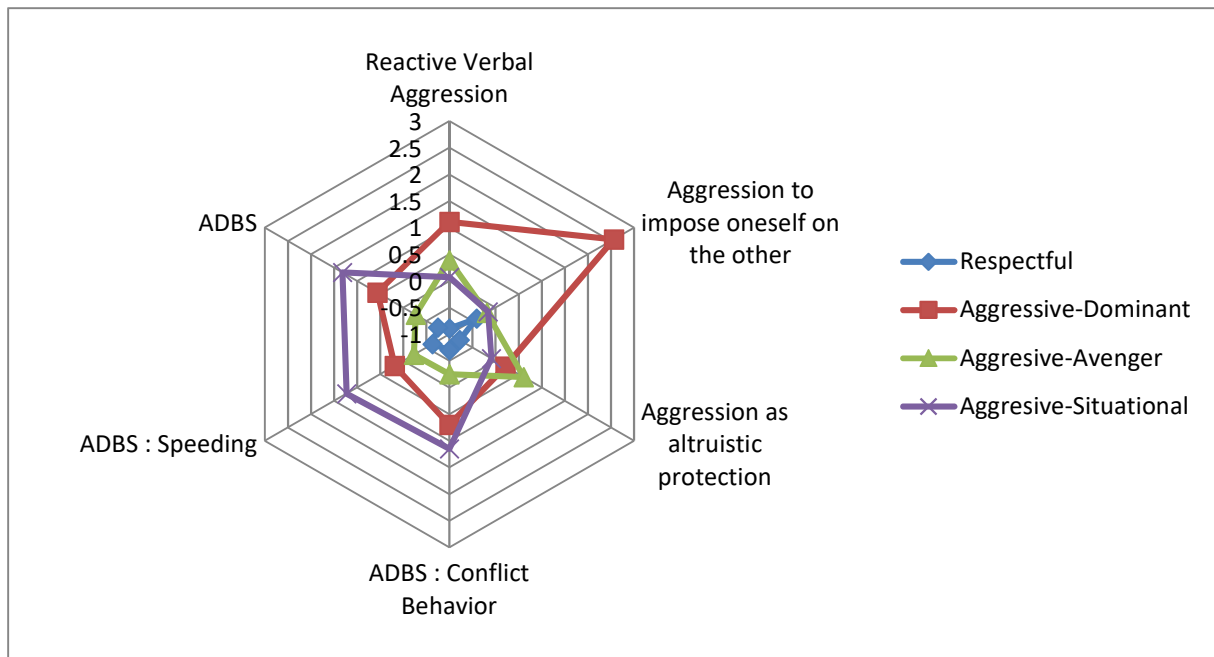 Reactive Verbal
Aggression
3
2.5
2
1.5
1
0.5
0
-0.5
-1
Aggression to
impose oneself on
the other
Aggression as
altruistic
protection
ADBS : Conflict
Behavior
ADBS : Speeding
ADBS
Respectful
Aggressive-Dominant
Aggresive-Avenger
Aggresive-Situational